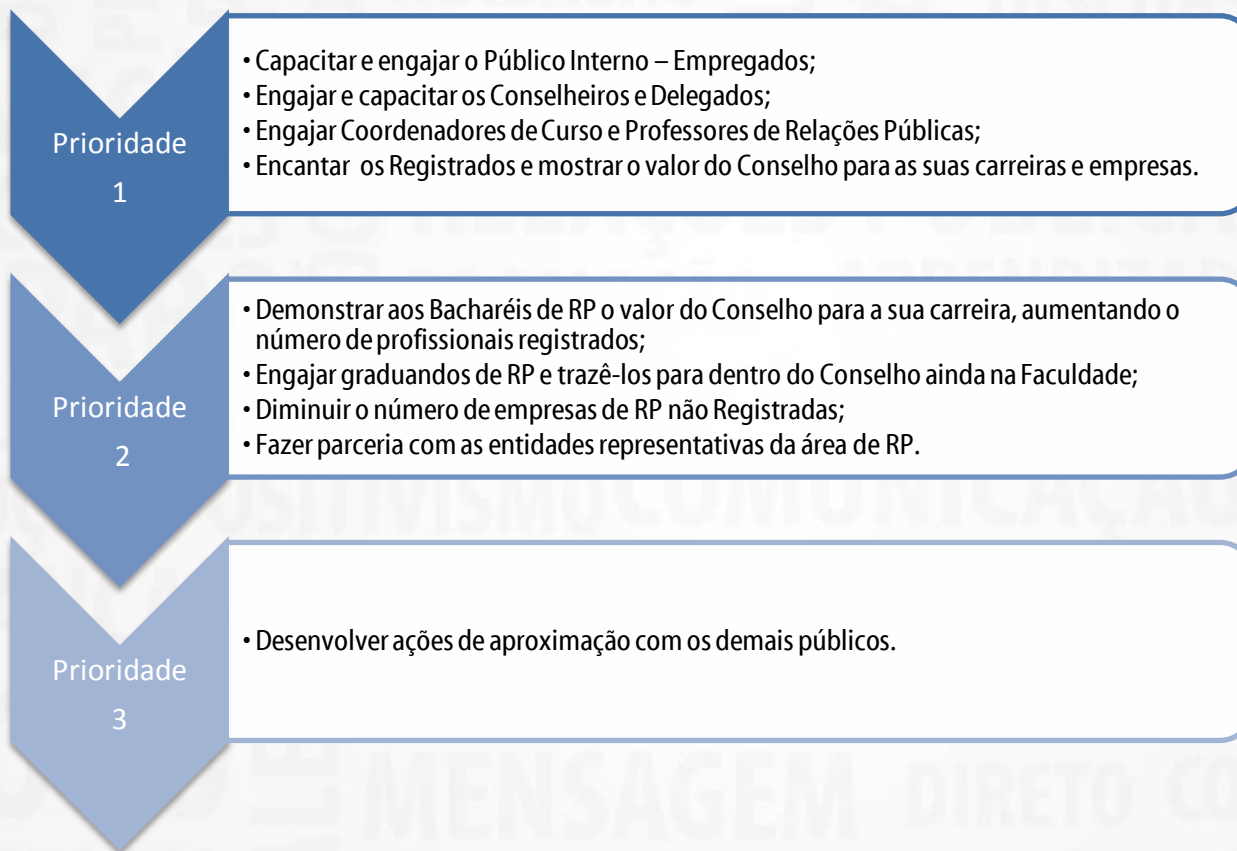 Prioridade
1
• Capacitar e engajar o Público Interno – Empregados;
• Engajar e capacitar os Conselheiros e Delegados;
• Engajar Coordenadores de Curso e Professores de Relações Públicas;
• Encantar os Registrados e mostrar o valor do Conselho para as suas carreiras e empresas.
Prioridade
2
• Demonstrar aos Bacharéis de RP o valor do Conselho para a sua carreira, aumentando o
número de profissionais registrados;
• Engajar graduandos de RP e trazê-los para dentro do Conselho ainda na Faculdade;
• Diminuir o número de empresas de RP não Registradas;
• Fazer parceria com as entidades representativas da área de RP.
COMUNICAÇÃO
Prioridade
3
• Desenvolver ações de aproximação com os demais públicos.
MENSAGEM DIRETO